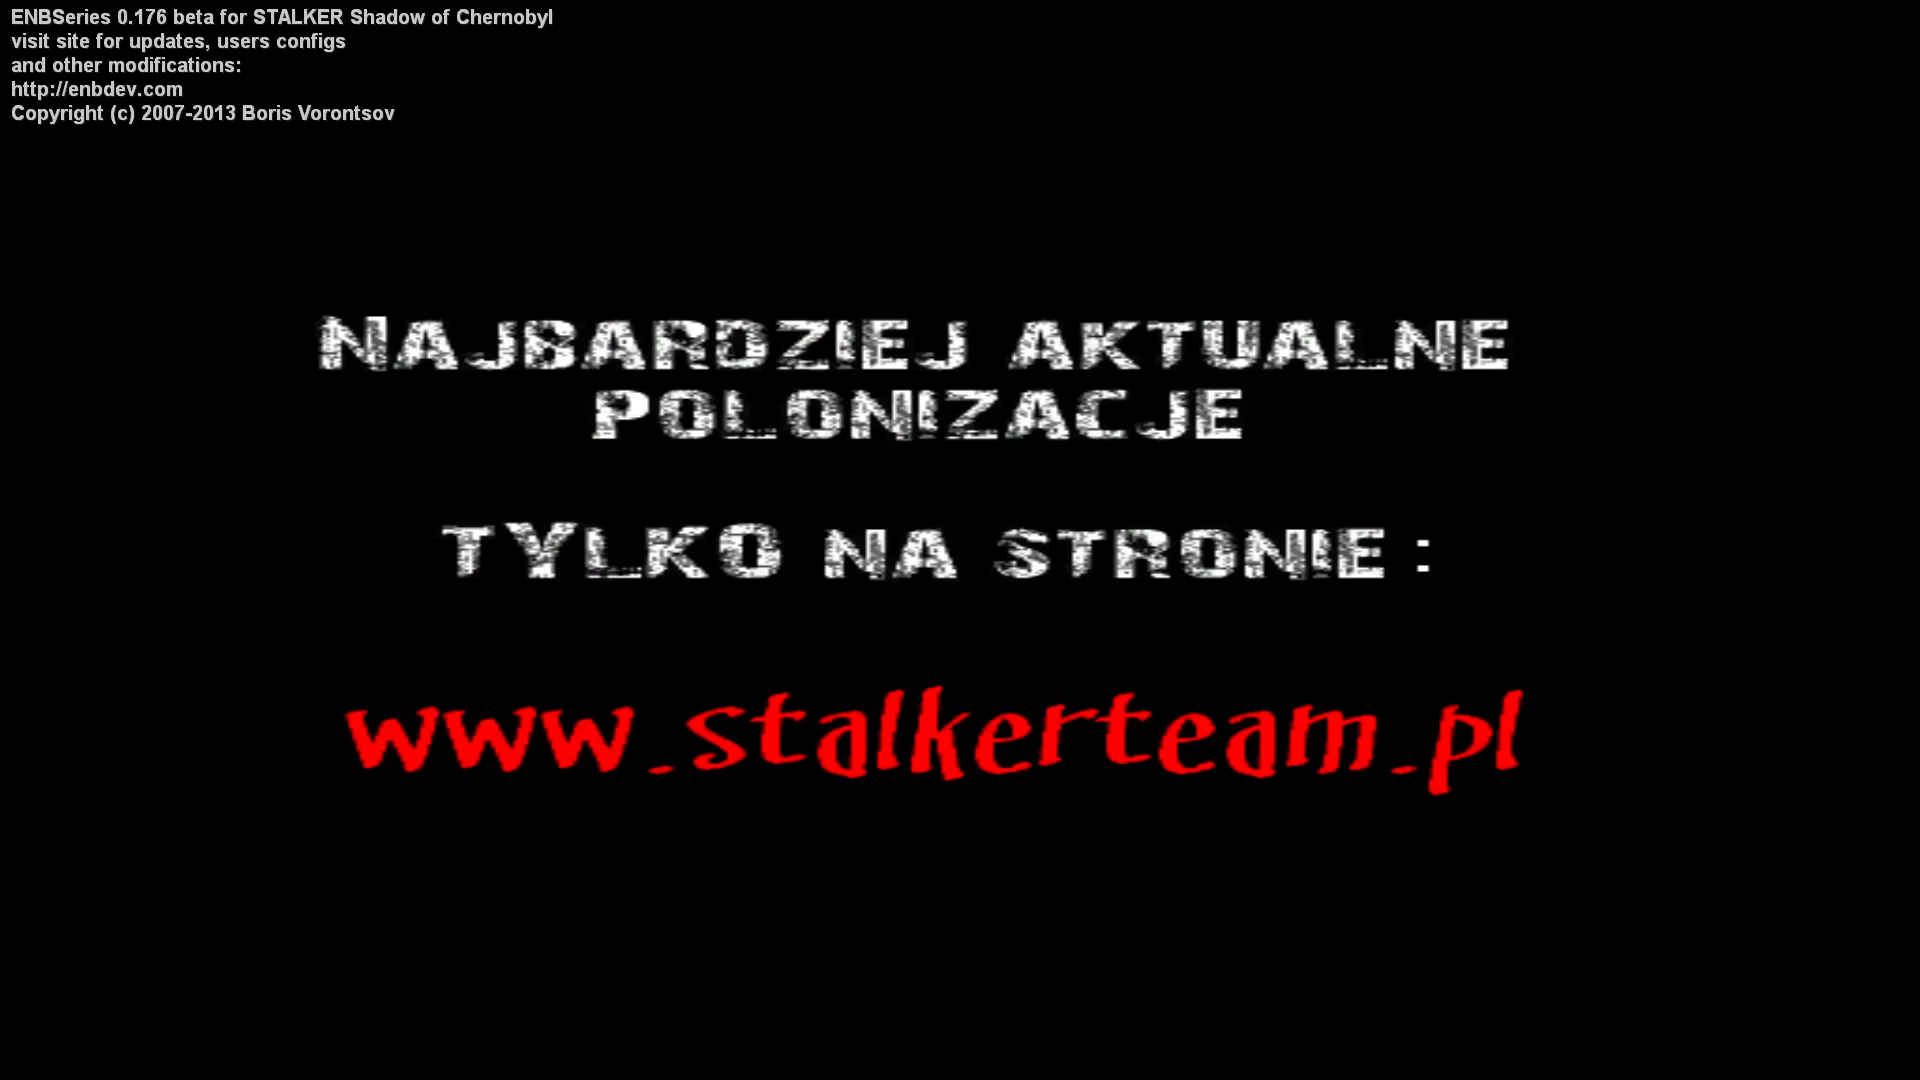 ENBSeries 0.176 beta for STALKER Shadow of Chernobyl
visit site for updates, users configs
and other modifications:
http://enbdev.com
Copyright (c) 2007-2013 Boris Vorontsov
NAJBARDZIEJ AKTUALNE
POLONIZACJE
TYLKO NA STRONIE :
www.stalkerteam.pl